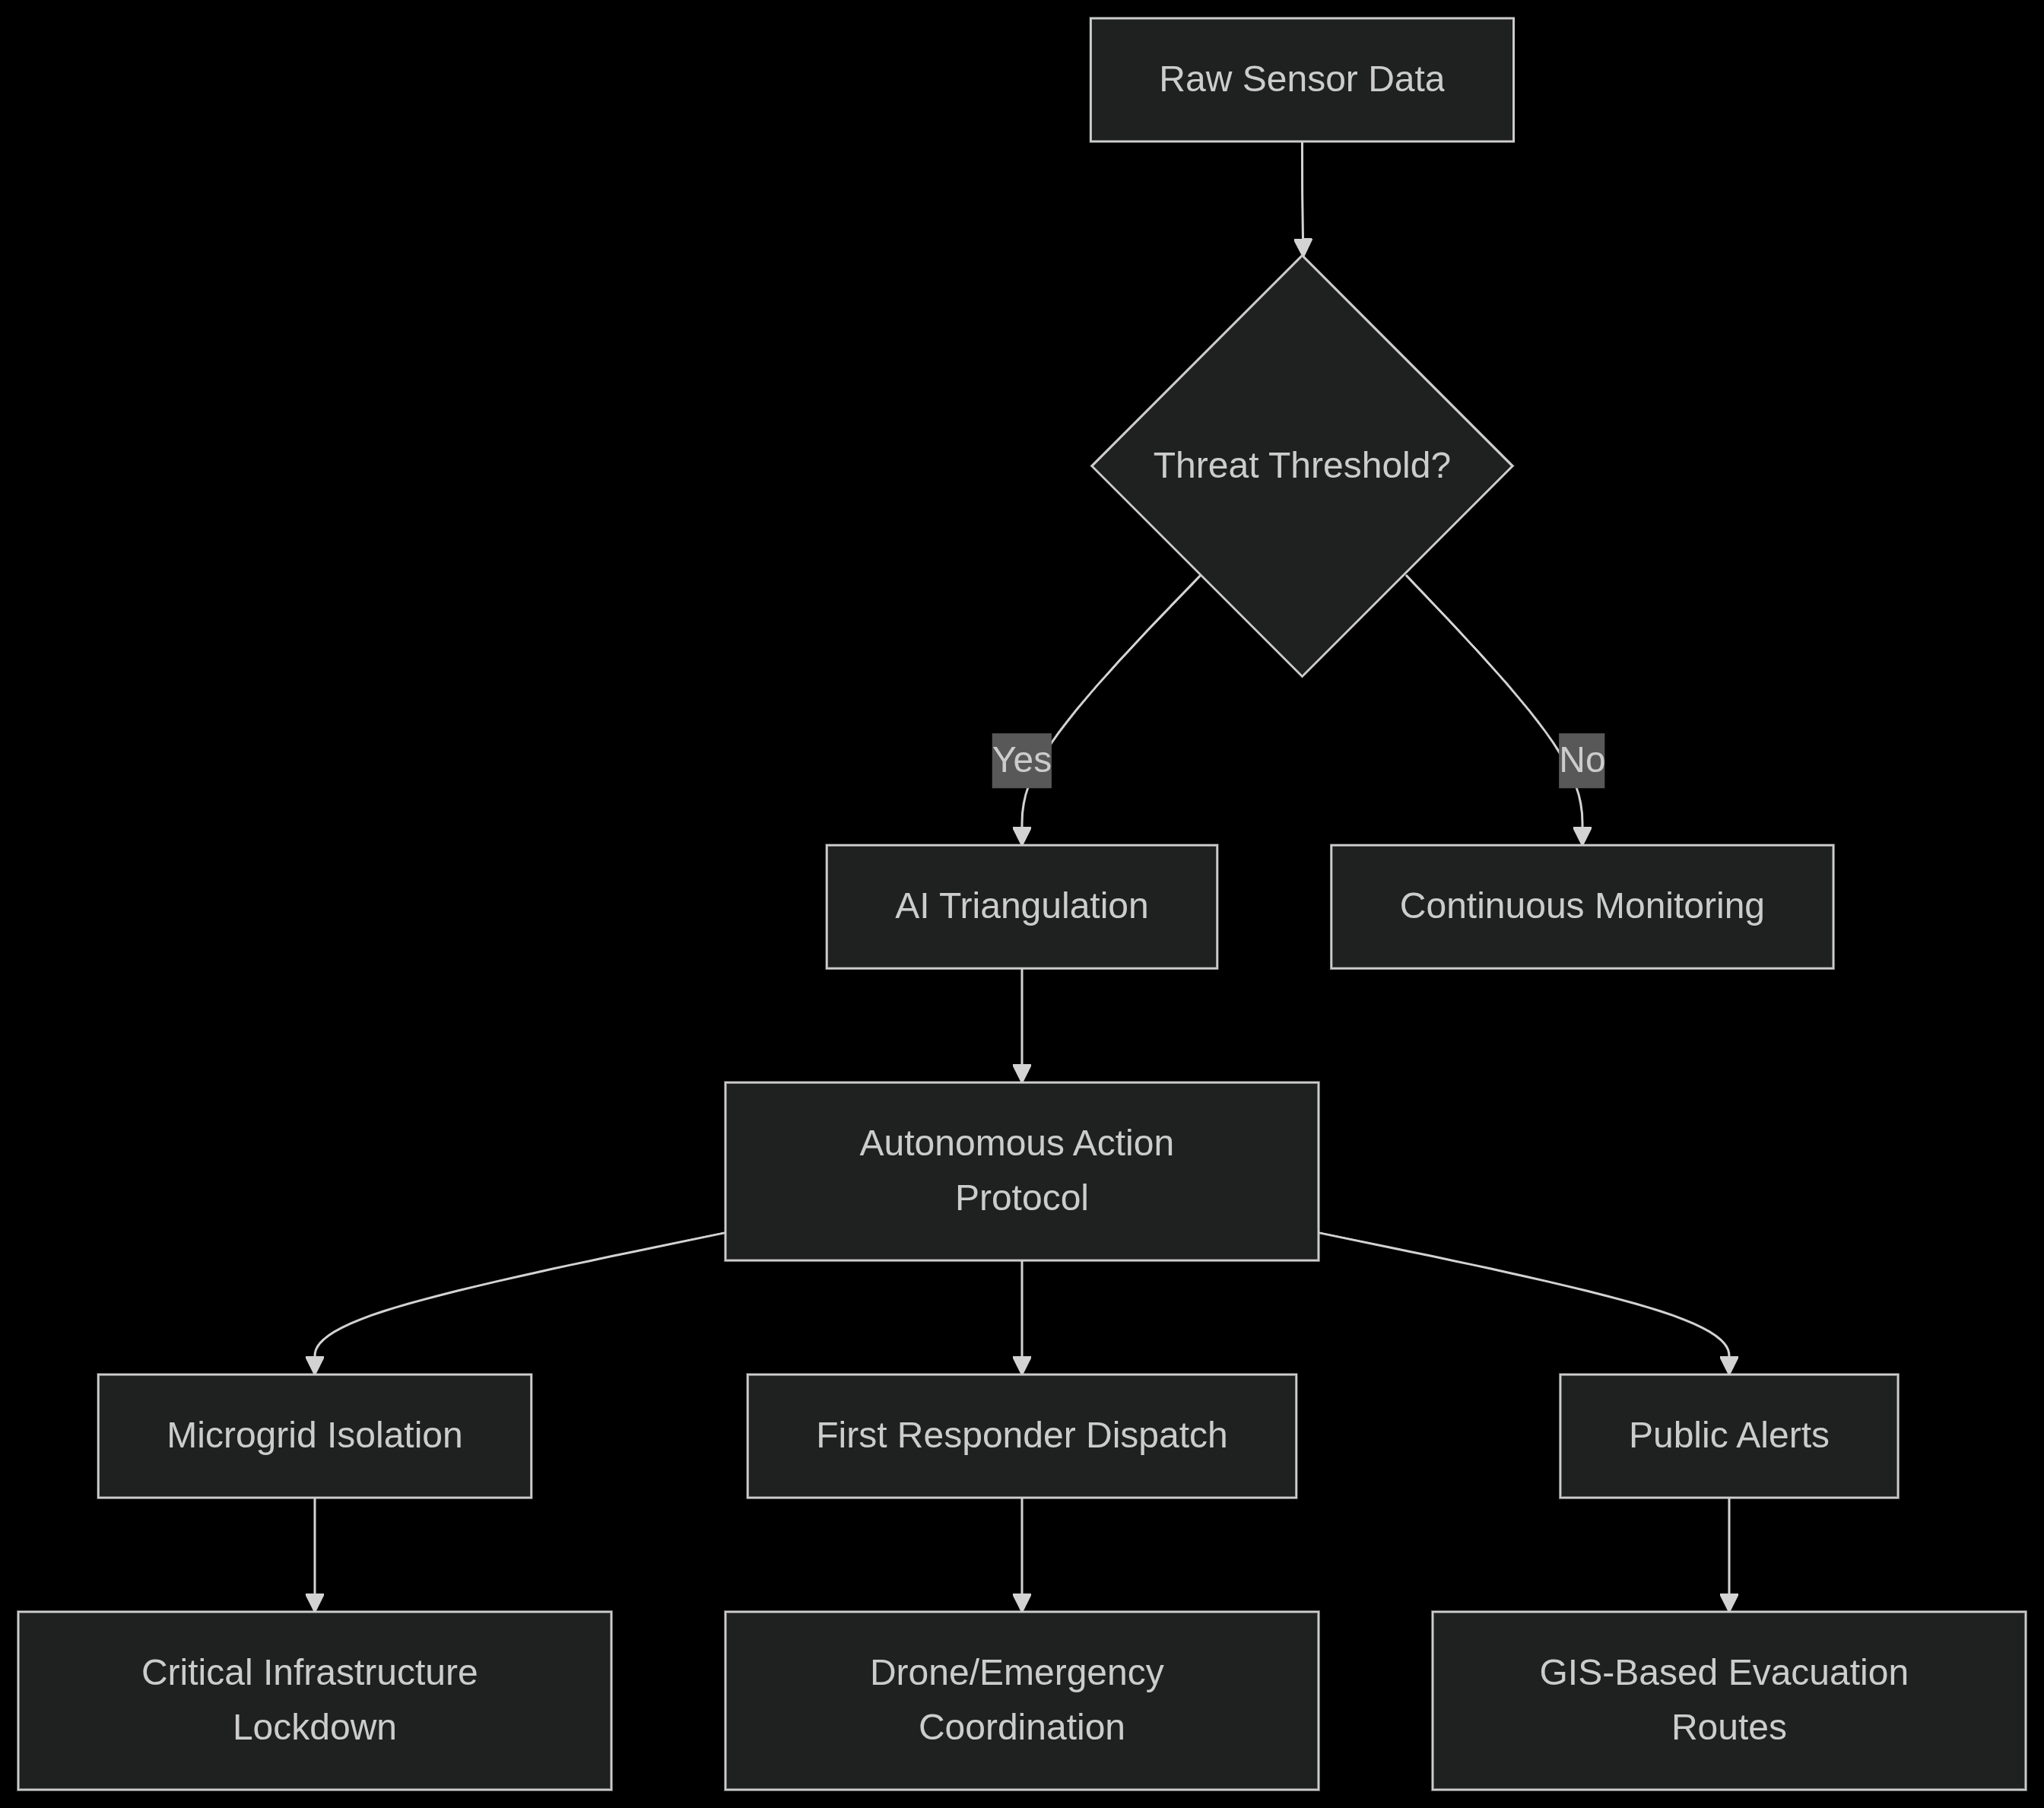 Raw Sensor Data
Threat Threshold?
Yes
No
AI Triangulation
Continuous Monitoring
Autonomous Action
Protocol
Microgrid Isolation
First Responder Dispatch
Public Alerts
Critical Infrastructure
Lockdown
Drone/Emergency
Coordination
GIS-Based Evacuation
Routes